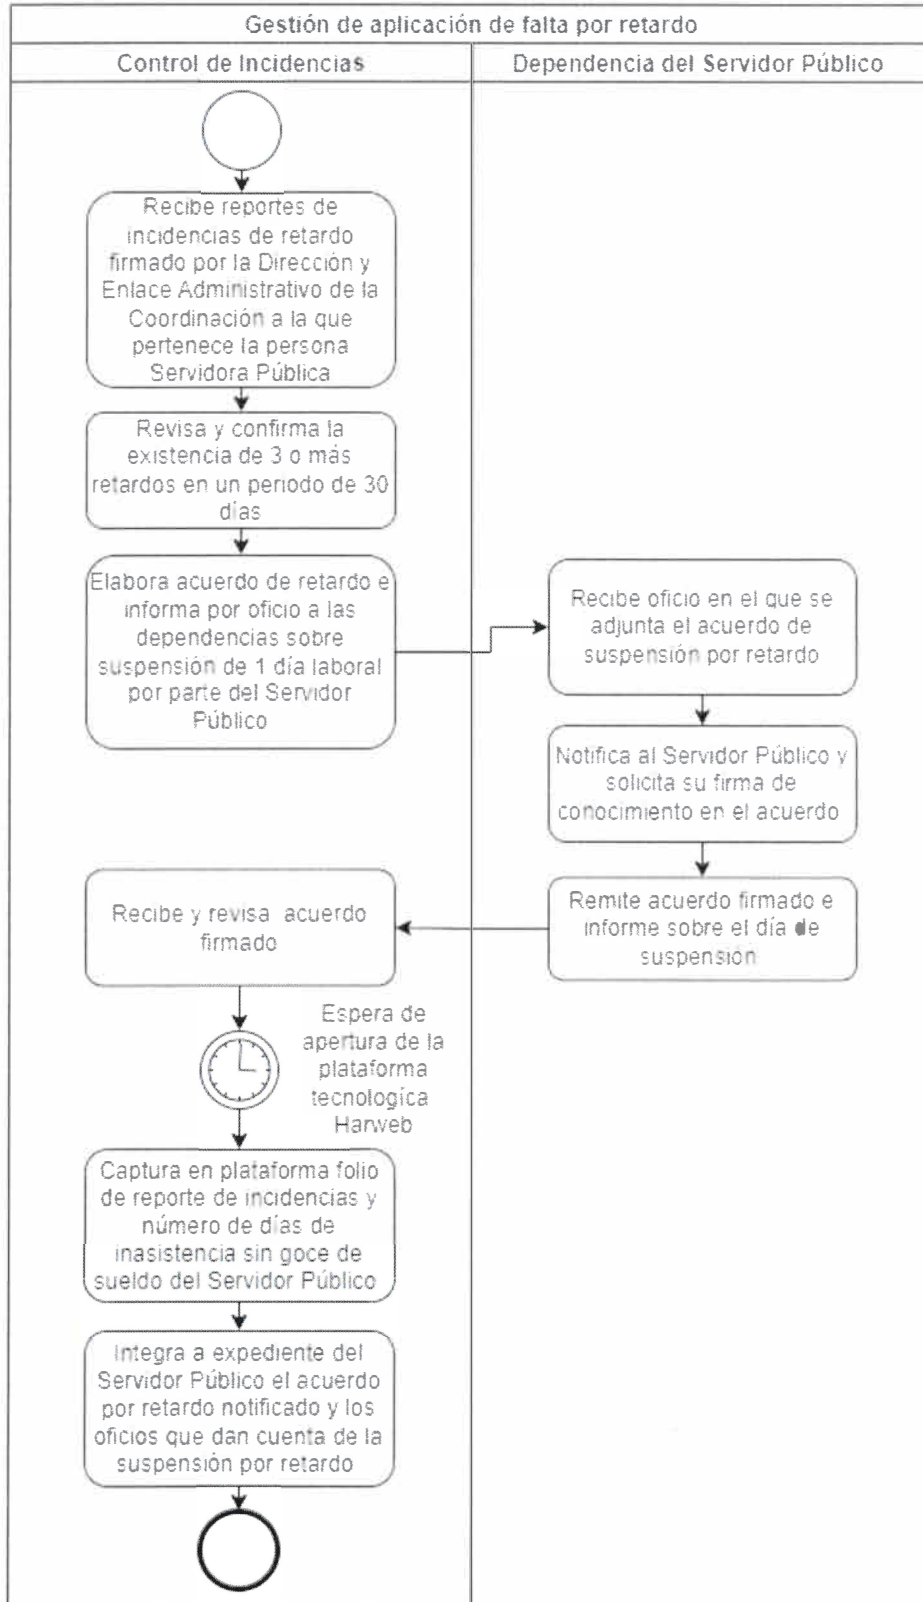 Gestión de aplicación de falta por retardo
Control de Incidencias
Dependencia del Servidor Público
Recibe reportes de
incidencias de retardo
firmado por la Dirección y
Enlace Administrativo de la
Coordinación a la que
pertenece la persona
Servidora Pública
Revisa y confirma la
existencia de 3 o más
retardos en un periodo de 30
días
Elabora acuerdo de retardo e
informa por oficio a las
dependencias sobre
suspensión de 1 día laboral
por parte del Servidor
Público
Recibe oficio en el que se
adjunta el acuerdo de
suspensión por retardo
Notifica al Servidor Público y
solicita su firma de
conocimiento en el acuerdo
Remite acuerdo firmado e
informe sobre el día de
suspensión
Recibe y revisa acuerdo
firmado
Espera de
apertura de la
plataforma
tecnologíca
Harweb
Captura en plataforma folio
de reporte de incidencias y
número de días de
inasistencia sin goce de
sueldo del Servidor Público
Integra a expediente del
Servidor Público el acuerdo
por retardo notificado y los
oficios que dan cuenta de la
suspensión por retardo